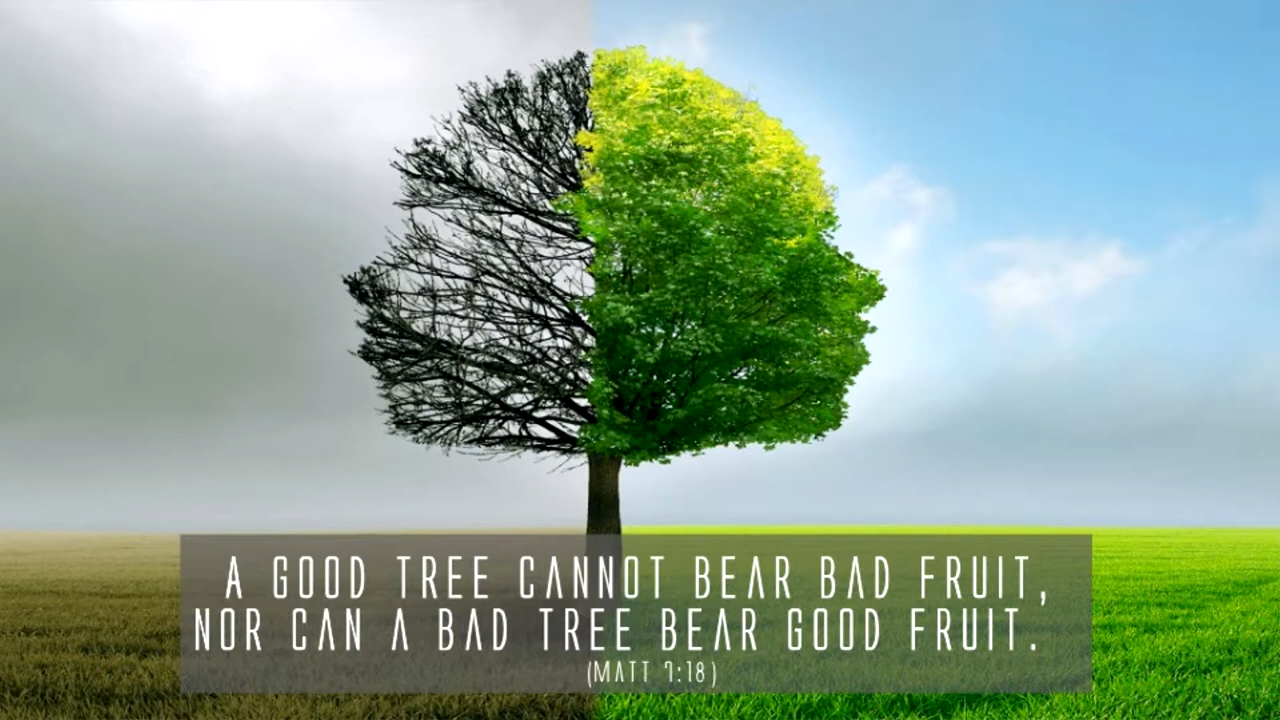 A GOOD TREE CANNOT BEAR BAD FRUIT,
NOR CAN A BAD TREE BEAR GOOD FRUIT.
(MATT 7:18)